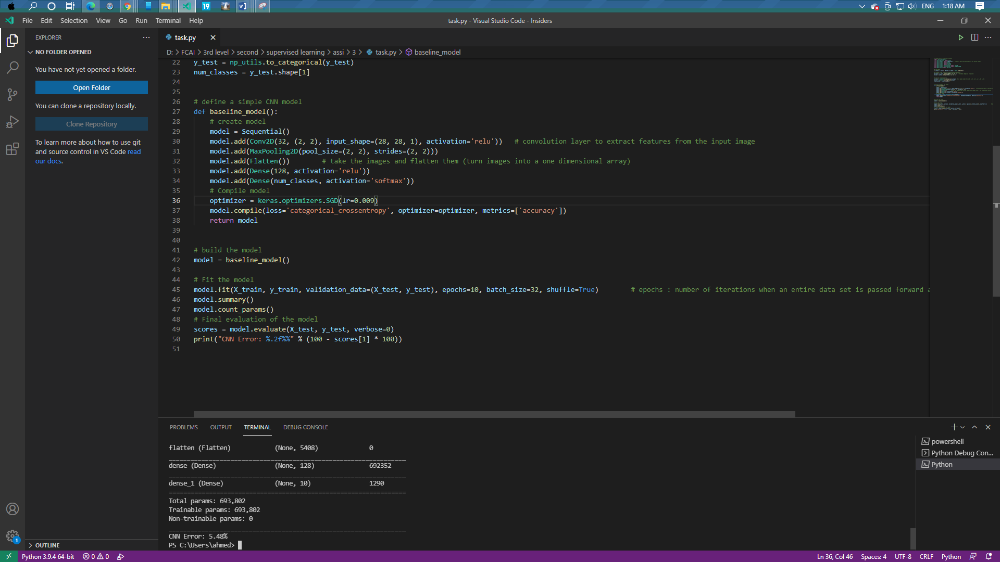 19
ENG
1:18 AM
File Edit Selection View Go Run Terminal Help
task.py - Visual Studio Code - Insiders
EXPLORER
task.py
NO FOLDER OPENED
D: > FCAI > 3rd level > second > supervised learning > assi > 3 > task.py > baseline_model
You have not yet opened a folder.
Open Folder
You can clone a repository locally.
Clone Repository
To learn more about how to use git
and source control in VS Code read
our docs.
22 y_test = np_utils.to_categorical(y_test)
23 num_classes = y_test.shape[1]
24
25
26 # define a simple CNN model
27 def baseline_model():
28     # create model
29     model = Sequential()
30     model.add(Conv2D(32, (2, 2), input_shape=(28, 28, 1), activation='relu'))   # convolution layer to extract features from the input image
31     model.add(MaxPooling2D(pool_size=(2, 2), strides=(2, 2)))
32     model.add(Flatten())        # take the images and flatten them (turn images into a one dimensional array)
33     model.add(Dense(128, activation='relu'))
34     model.add(Dense(num_classes, activation='softmax'))
35     # Compile model
36     optimizer = keras.optimizers.SGD(lr=0.009)
37     model.compile(loss='categorical_crossentropy', optimizer=optimizer, metrics=['accuracy'])
38     return model
39
40
41 # build the model
42 model = baseline_model()
43
44 # Fit the model
45 model.fit(X_train, y_train, validation_data=(X_test, y_test), epochs=10, batch_size=32, shuffle=True)        # epochs : number of iterations when an entire data set is passed forward a
46 model.summary()
47 model.count_params()
48 # Final evaluation of the model
49 scores = model.evaluate(X_test, y_test, verbose=0)
50 print("CNN Error: %.2f%%" % (100 - scores[1] * 100))
51
PROBLEMS OUTPUT TERMINAL DEBUG CONSOLE
flatten (Flatten) (None, 5408) 0
dense (Dense) (None, 128) 692352
dense_1 (Dense) (None, 10) 1290
Total params: 693,802
Trainable params: 693,802
Non-trainable params: 0
CNN Error: 5.48%
PS C:\Users\ahmed>
powershell
Python Debug Con...
Python
OUTLINE
1
Python 3.9.4 64-bit 0 0
Ln 36, Col 46 Spaces: 4 UTF-8 CRLF Python